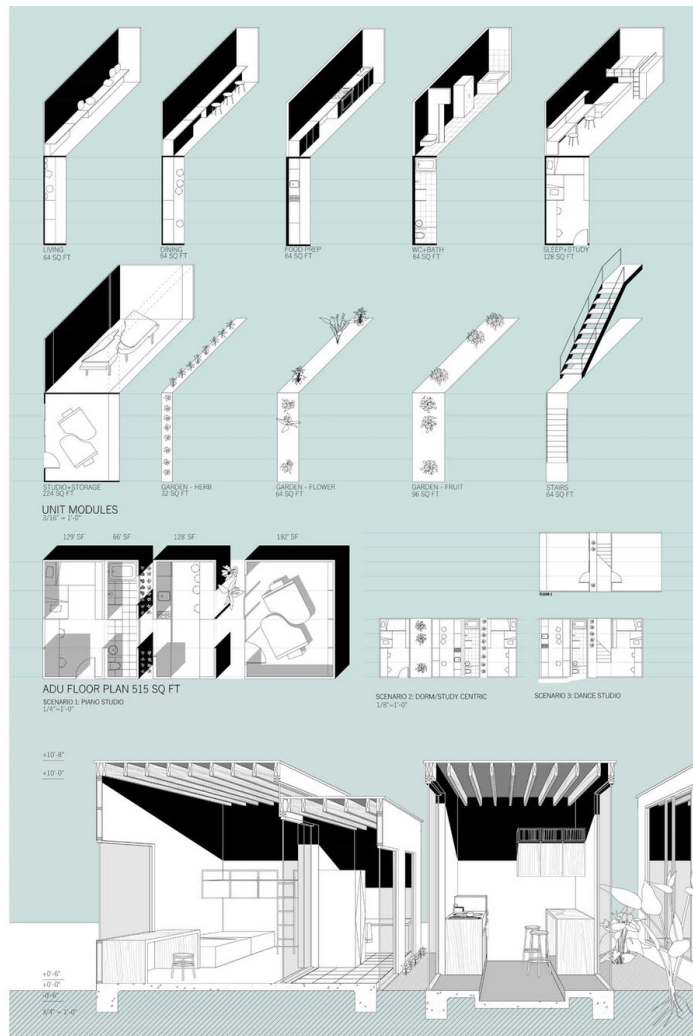 LIVING
64 SQ FT
DINING
64 SQ FT
FOOD PREP
64 SQ FT
WC+BATH
64 SQ FT
SLEEP+STUDY
128 SQ FT
STUDIO+STORAGE
224 SQ FT
GARDEN - HERB
32 SQ FT
GARDEN - FLOWER
64 SQ FT
GARDEN - FRUIT
96 SQ FT
STAIRS
64 SQ FT
UNIT MODULES
3/16" = 1'-0"
129' SF
66' SF
128' SF
192' SF
FLOOR 2
ADU FLOOR PLAN 515 SQ FT
SCENARIO 1: PIANO STUDIO
1/4"=1'-0"
SCENARIO 2: DORM/STUDY CENTRIC
1/8"=1'-0"
SCENARIO 3: DANCE STUDIO
+10'-8"
+10'-0"
+0'-6"
+0'-0"
-0'-6"
3/4" = 1'-0"